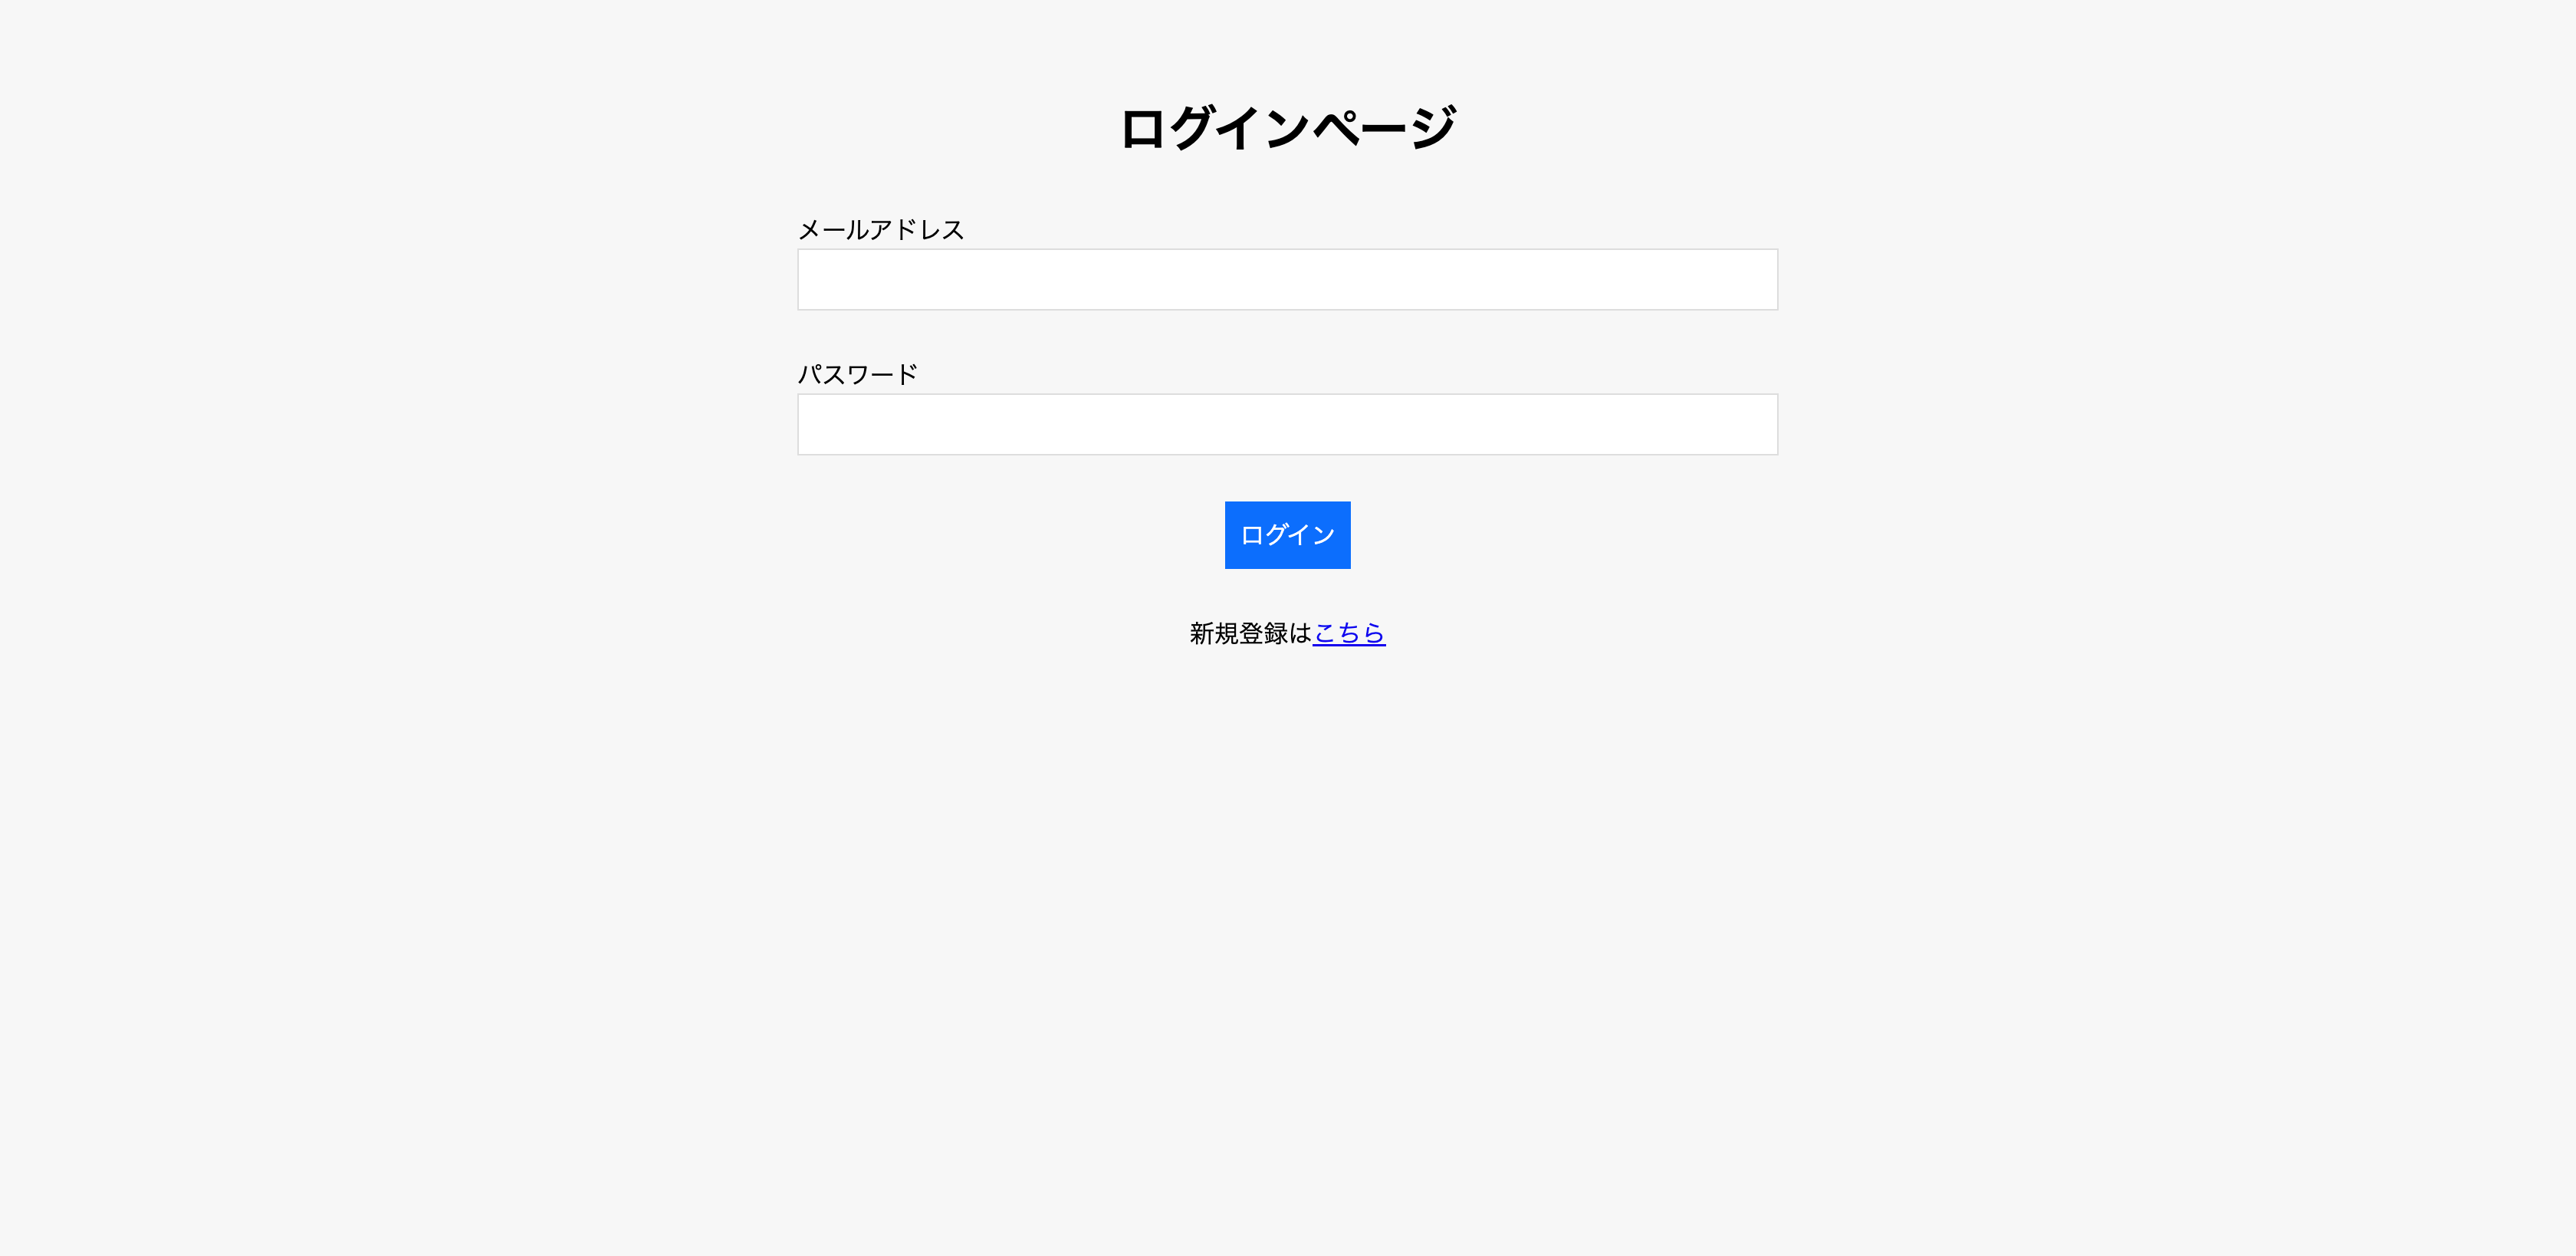 ログインページ
メールアドレス
パスワード
ログイン
新規登録はこちら